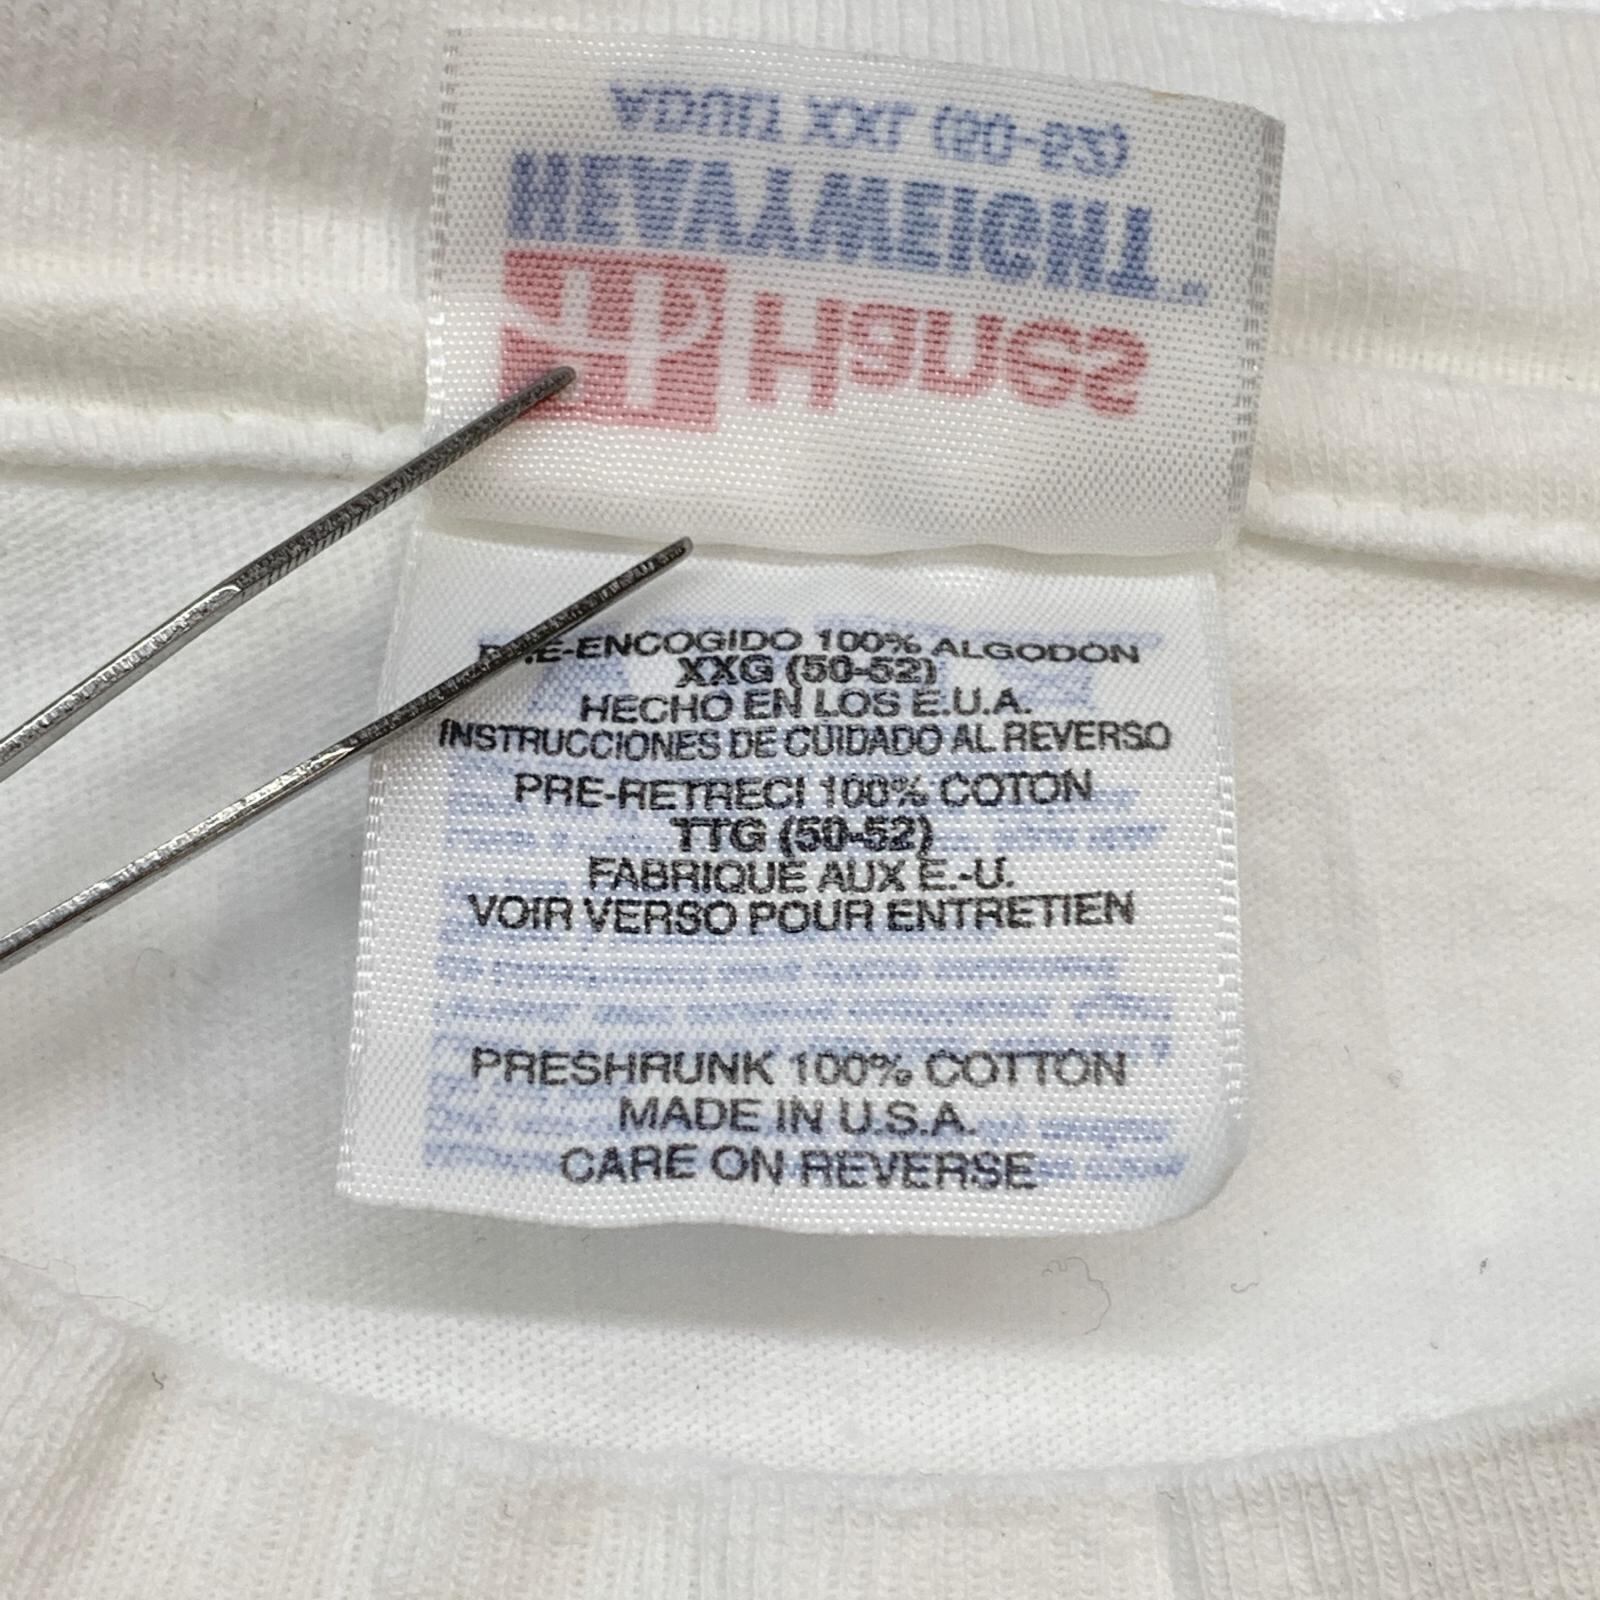 ADULT XXL (50-52)
HEAVYWEIGHT™
Hanes
PRE-ENCOGIDO 100% ALGODÓN
XXG (50-52)
HECHO EN LOS E.U.A.
INSTRUCCIONES DE CUIDADO AL REVERSO
PRE-RETRECI 100% COTON
TTG (50-52)
FABRIQUE AUX E.-U.
VOIR VERSO POUR ENTRETIEN
PRESHRUNK 100% COTTON
MADE IN U.S.A.
CARE ON REVERSE